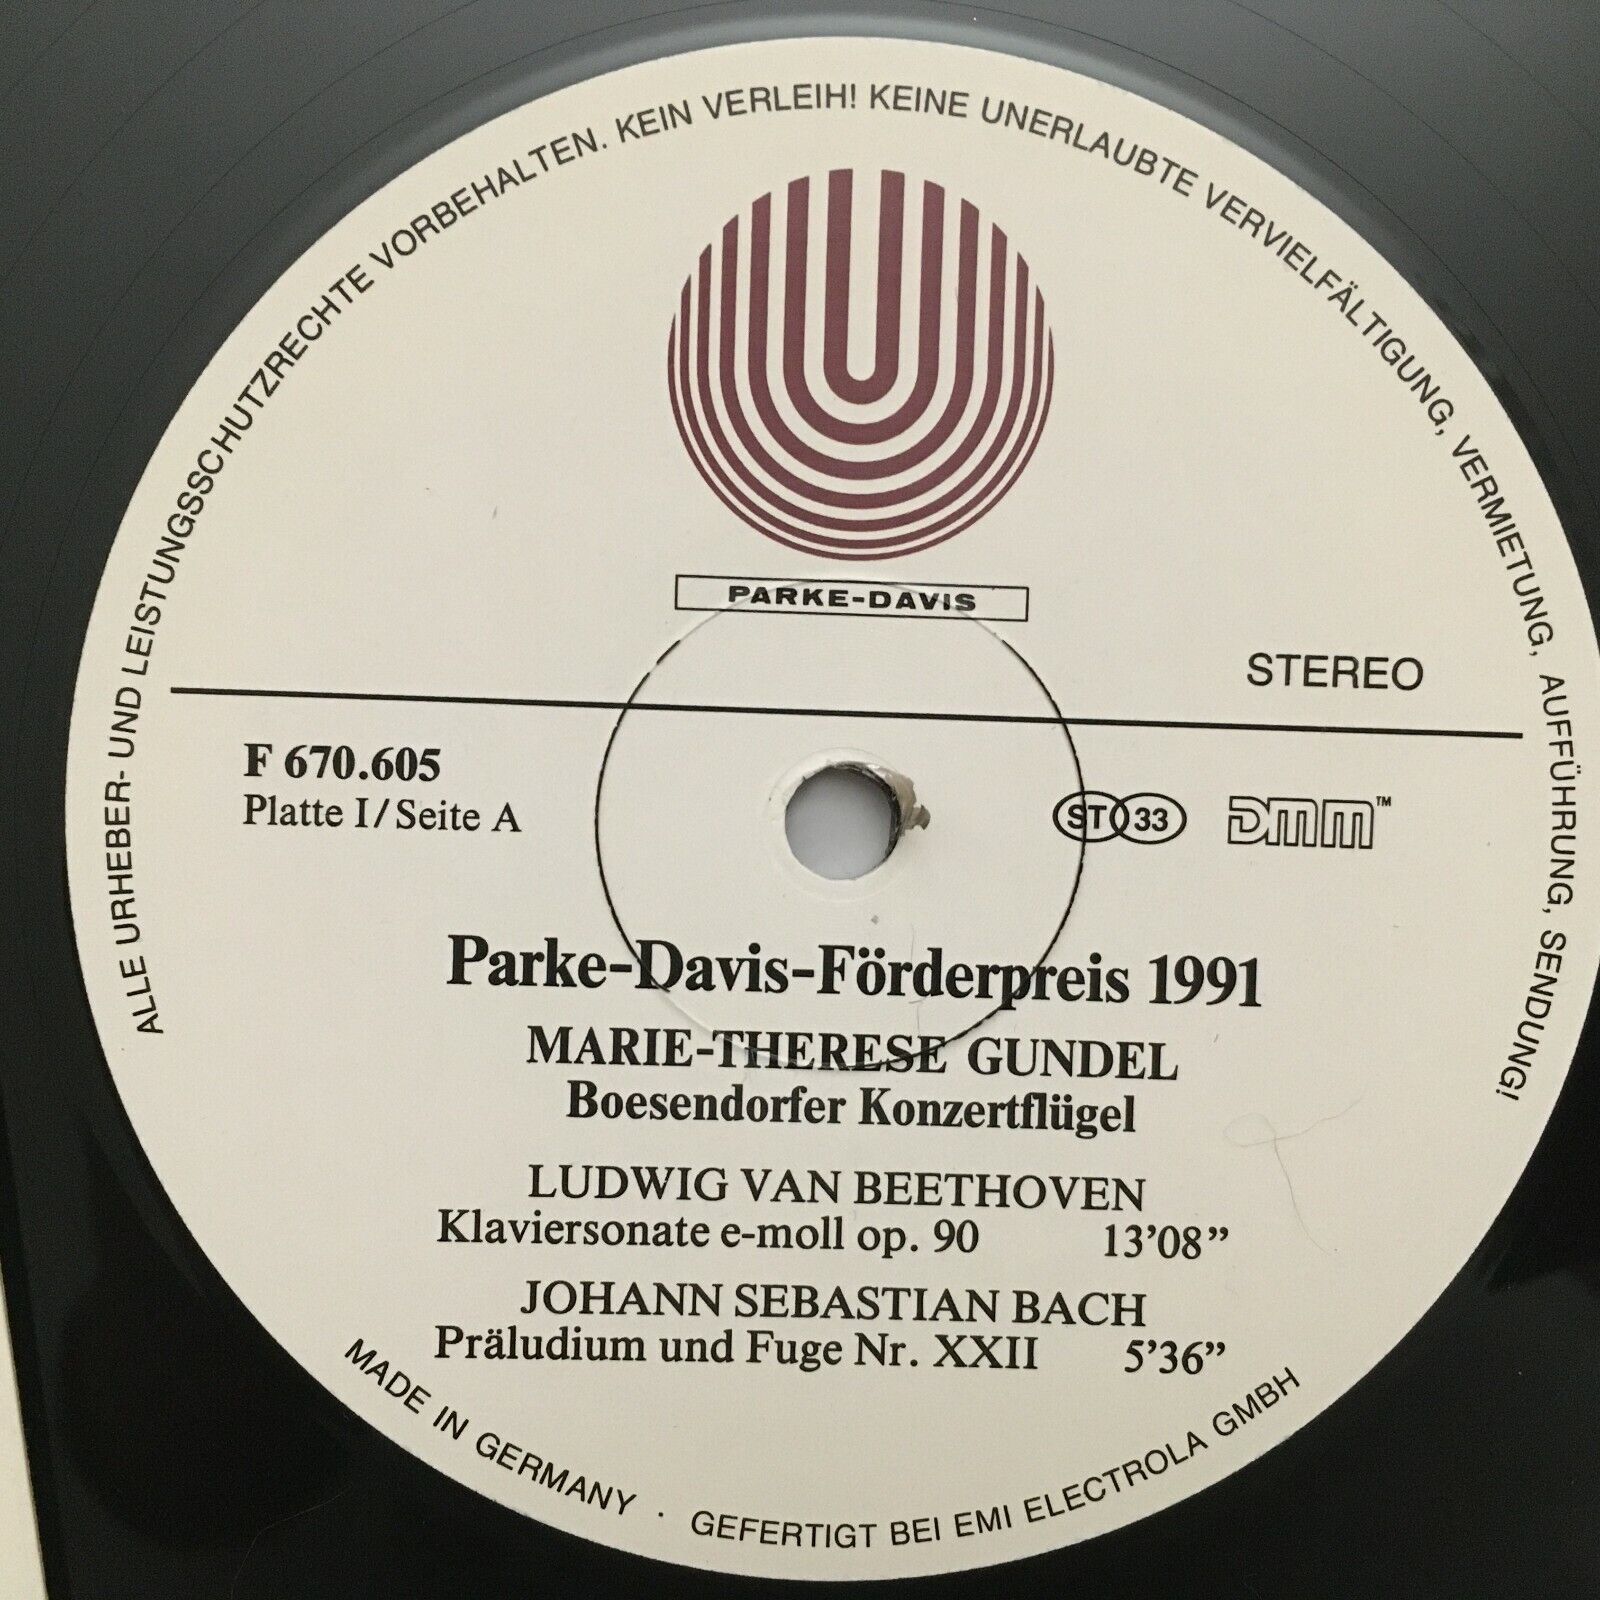 ALLE URHEBER- UND LEISTUNGSSCHUTZRECHTE VORBEHALTEN. KEIN VERLEIH! KEINE UNERLAUBTE VERVIELFÄLTIGUNG, VERMIETUNG, AUFFÜHRUNG, SENDUNG!
PARKE-DAVIS
STEREO
F 670.605
Platte I/Seite A
ST 33 DMM™
Parke-Davis-Förderpreis 1991
MARIE-THERESE GUNDEL
Boesendorfer Konzertflügel
LUDWIG VAN BEETHOVEN
Klaviersonate e-moll op. 90 13'08”
JOHANN SEBASTIAN BACH
Präludium und Fuge Nr. XXII 5'36”
MADE IN GERMANY · GEFERTIGT BEI EMI ELECTROLA GMBH